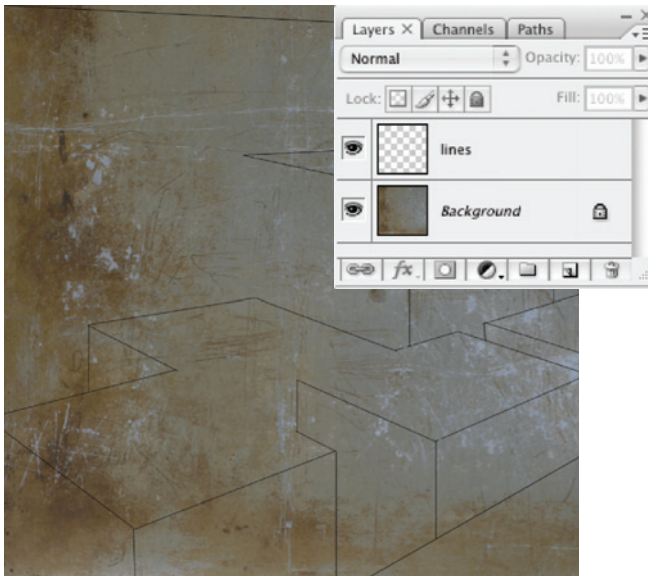 Layers × Channels Paths
Normal Opacity: 100%
Lock: Fill: 100%
lines
Background
fx